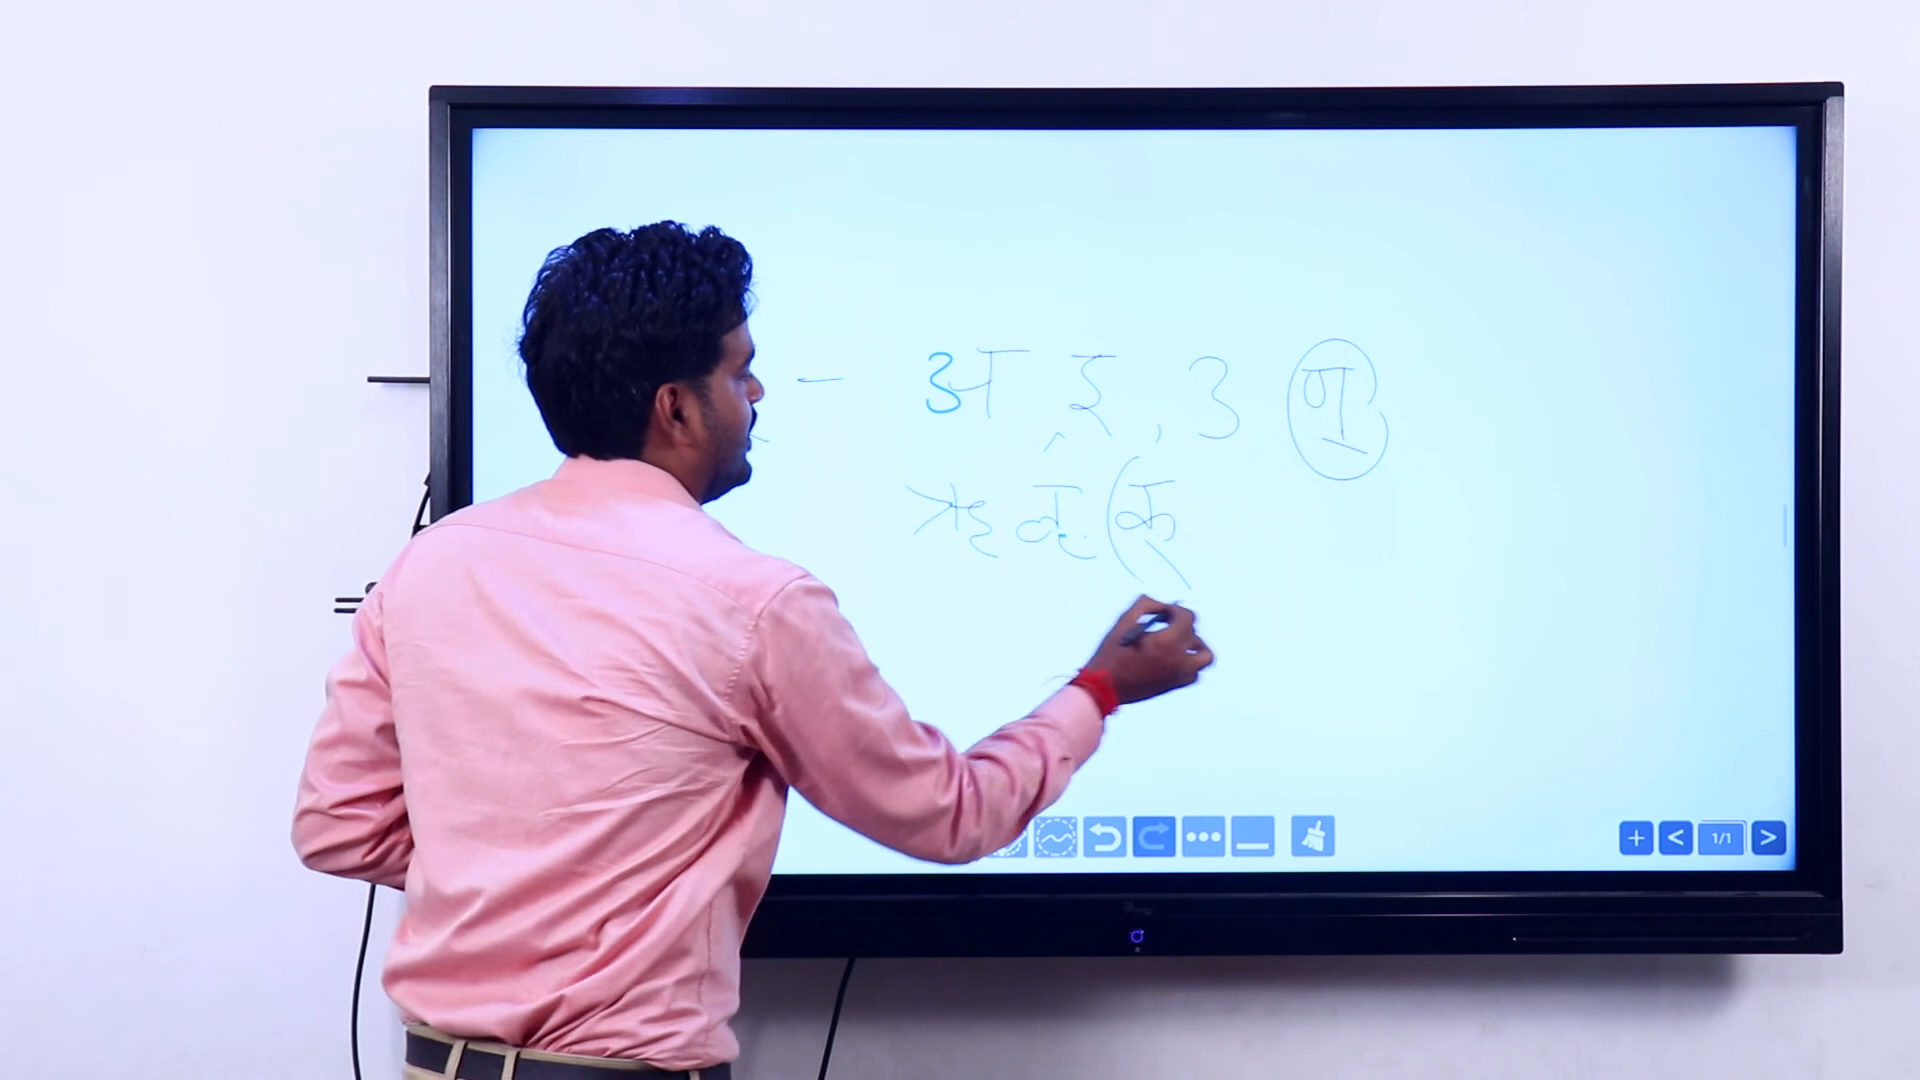 - अ इ , उ ण्
ऋ लृ क्
1/1